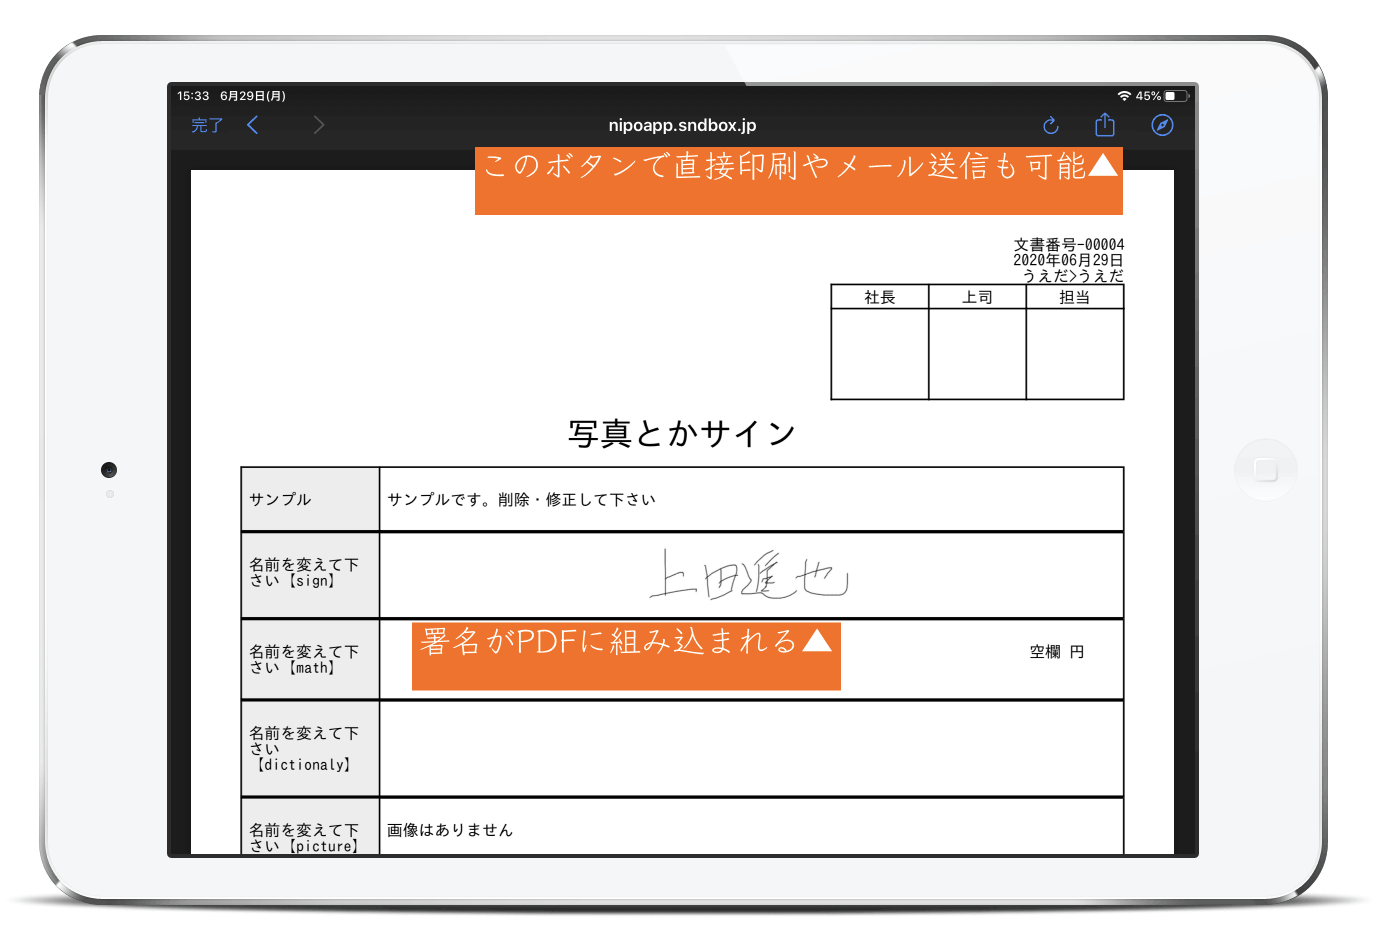 15:33 6月29日(月)
45%
完了
nipoapp.sndbox.jp
このボタンで直接印刷やメール送信も可能▲
文書番号-00004
2020年06月29日
うえだ>うえだ
社長 上司 担当
写真とかサイン
サンプル
サンプルです。削除・修正して下さい
名前を変えて下
さい【sign】
上田進也
署名がPDFに組み込まれる▲
名前を変えて下
さい【math】
空欄 円
名前を変えて下
さい
【dictionaly】
名前を変えて下
さい【picture】
画像はありません